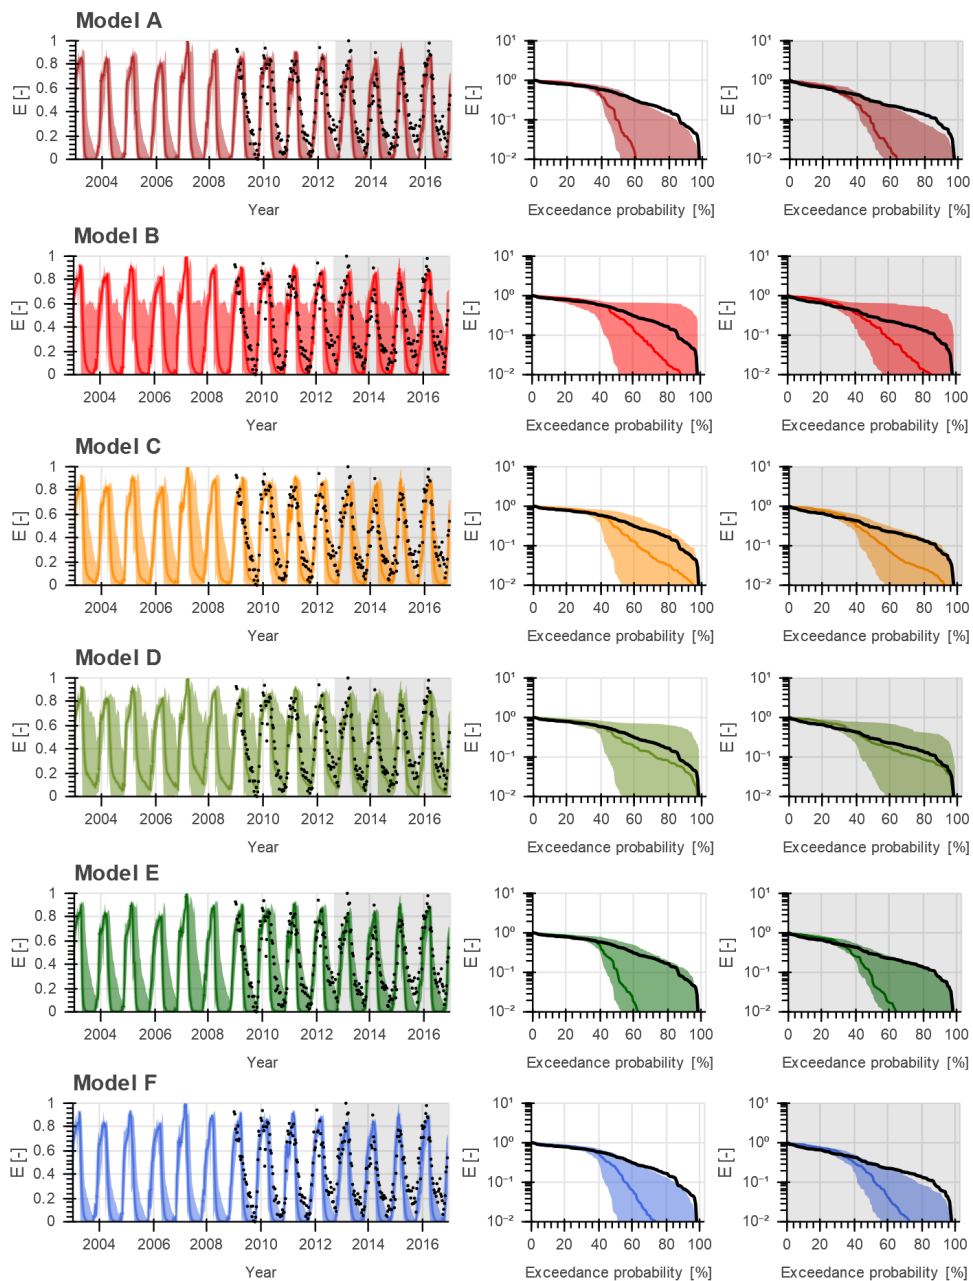 Model A
E [-]
1
0.8
0.6
0.4
0.2
0
2004 2006 2008 2010 2012 2014 2016
Year
E [-]
10¹
10⁰
10⁻¹
10⁻²
0 20 40 60 80 100
Exceedance probability [%]
E [-]
10¹
10⁰
10⁻¹
10⁻²
0 20 40 60 80 100
Exceedance probability [%]
Model B
E [-]
1
0.8
0.6
0.4
0.2
0
2004 2006 2008 2010 2012 2014 2016
Year
E [-]
10¹
10⁰
10⁻¹
10⁻²
0 20 40 60 80 100
Exceedance probability [%]
E [-]
10¹
10⁰
10⁻¹
10⁻²
0 20 40 60 80 100
Exceedance probability [%]
Model C
E [-]
1
0.8
0.6
0.4
0.2
0
2004 2006 2008 2010 2012 2014 2016
Year
E [-]
10¹
10⁰
10⁻¹
10⁻²
0 20 40 60 80 100
Exceedance probability [%]
E [-]
10¹
10⁰
10⁻¹
10⁻²
0 20 40 60 80 100
Exceedance probability [%]
Model D
E [-]
1
0.8
0.6
0.4
0.2
0
2004 2006 2008 2010 2012 2014 2016
Year
E [-]
10¹
10⁰
10⁻¹
10⁻²
0 20 40 60 80 100
Exceedance probability [%]
E [-]
10¹
10⁰
10⁻¹
10⁻²
0 20 40 60 80 100
Exceedance probability [%]
Model E
E [-]
1
0.8
0.6
0.4
0.2
0
2004 2006 2008 2010 2012 2014 2016
Year
E [-]
10¹
10⁰
10⁻¹
10⁻²
0 20 40 60 80 100
Exceedance probability [%]
E [-]
10¹
10⁰
10⁻¹
10⁻²
0 20 40 60 80 100
Exceedance probability [%]
Model F
E [-]
1
0.8
0.6
0.4
0.2
0
2004 2006 2008 2010 2012 2014 2016
Year
E [-]
10¹
10⁰
10⁻¹
10⁻²
0 20 40 60 80 100
Exceedance probability [%]
E [-]
10¹
10⁰
10⁻¹
10⁻²
0 20 40 60 80 100
Exceedance probability [%]